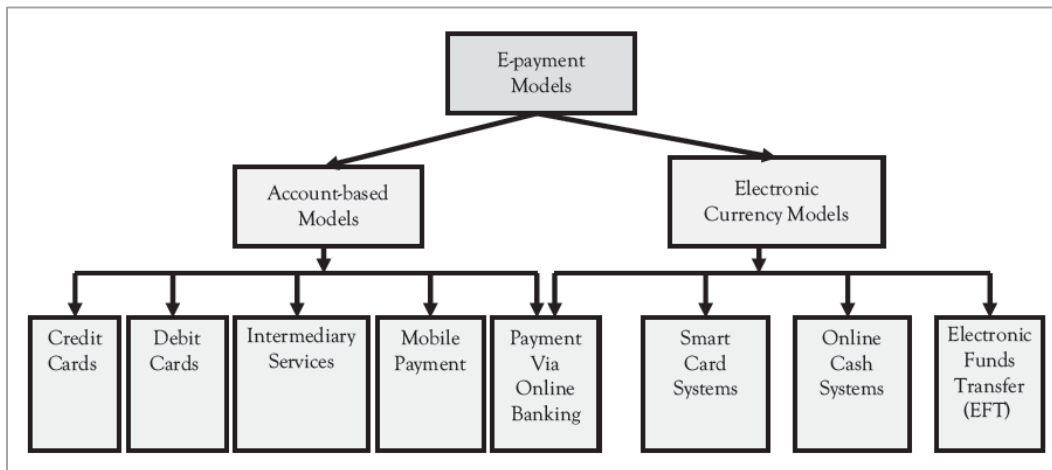 E-payment
Models
Account-based
Models
Electronic
Currency Models
Credit
Cards
Debit
Cards
Intermediary
Services
Mobile
Payment
Payment
Via
Online
Banking
Smart
Card
Systems
Online
Cash
Systems
Electronic
Funds
Transfer
(EFT)